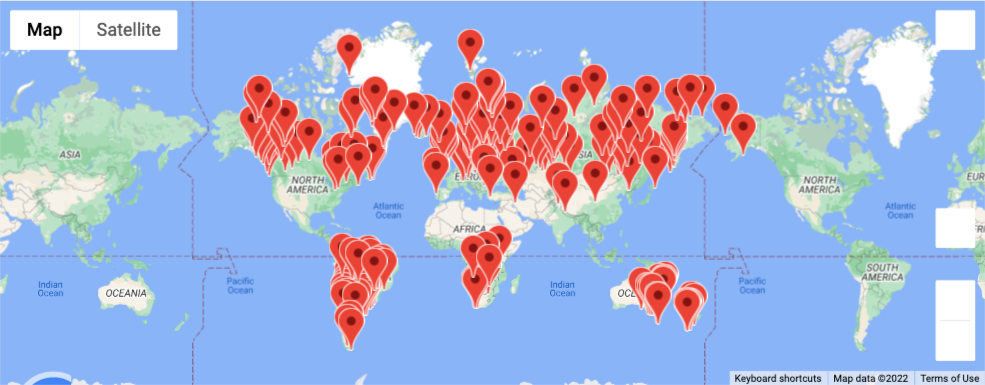 Map
Satellite
ASIA
NORTH
AMERICA
Atlantic
Ocean
AFRICA
NORTH
AMERICA
Atlantic
Ocean
Indian
Ocean
OCEANIA
Pacific
Ocean
Indian
Ocean
Pacific
Ocean
SOUTH
AMERICA
Keyboard shortcuts
Map data ©2022
Terms of Use